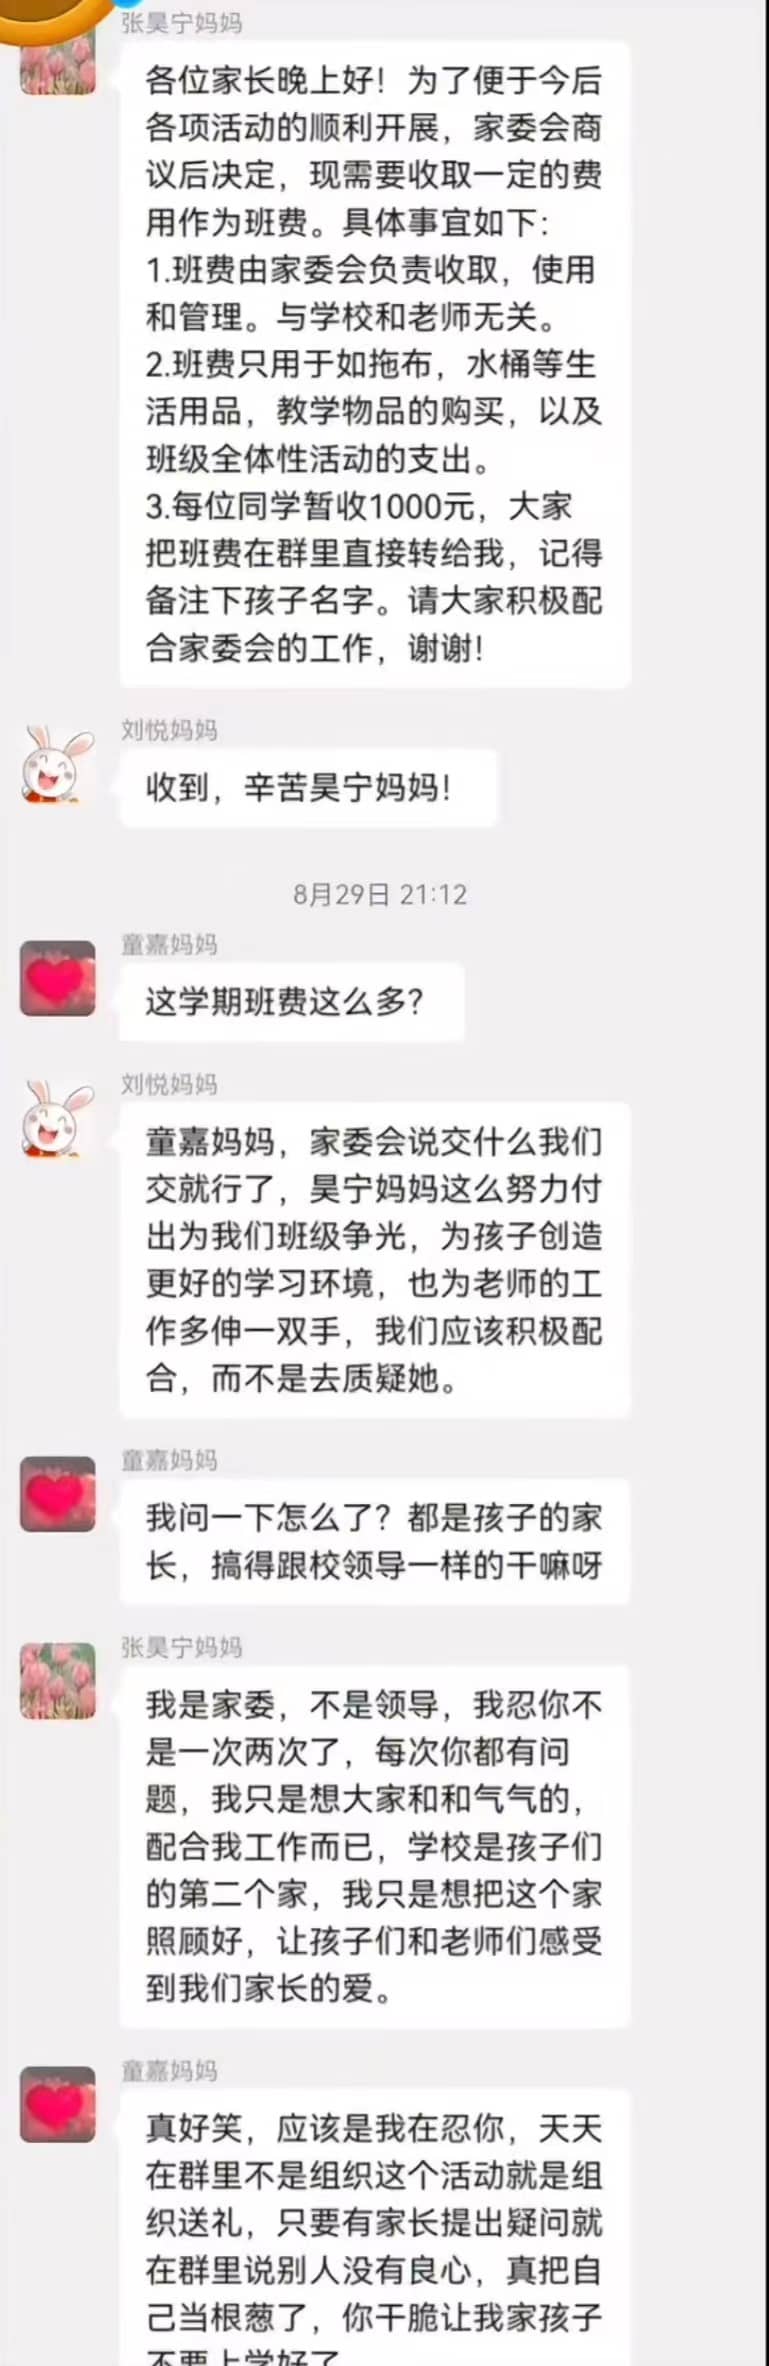 张昊宁妈妈
各位家长晚上好！为了便于今后
各项活动的顺利开展，家委会商
议后决定，现需要收取一定的费
用作为班费。具体事宜如下：
1.班费由家委会负责收取，使用
和管理。与学校和老师无关。
2.班费只用于如拖布，水桶等生
活用品，教学物品的购买，以及
班级全体性活动的支出。
3.每位同学暂收1000元，大家
把班费在群里直接转给我，记得
备注下孩子名字。请大家积极配
合家委会的工作，谢谢！
刘悦妈妈
收到，辛苦昊宁妈妈！
8月29日 21:12
童嘉妈妈
这学期班费这么多？
刘悦妈妈
童嘉妈妈，家委会说交什么我们
交就行了，昊宁妈妈这么努力付
出为我们班级争光，为孩子创造
更好的学习环境，也为老师的工
作多伸一双手，我们应该积极配
合，而不是去质疑她。
童嘉妈妈
我问一下怎么了？都是孩子的家
长，搞得跟校领导一样的干嘛呀
张昊宁妈妈
我是家委，不是领导，我忍你不
是一次两次了，每次你都有问
题，我只是想大家和和气气的，
配合我工作而已，学校是孩子们
的第二个家，我只是想把这个家
照顾好，让孩子们和老师们感受
到我们家长的爱。
童嘉妈妈
真好笑，应该是我在忍你，天天
在群里不是组织这个活动就是组
织送礼，只要有家长提出疑问就
在群里说别人没有良心，真把自
己当根葱了，你干脆让我家孩子
不要上学好了